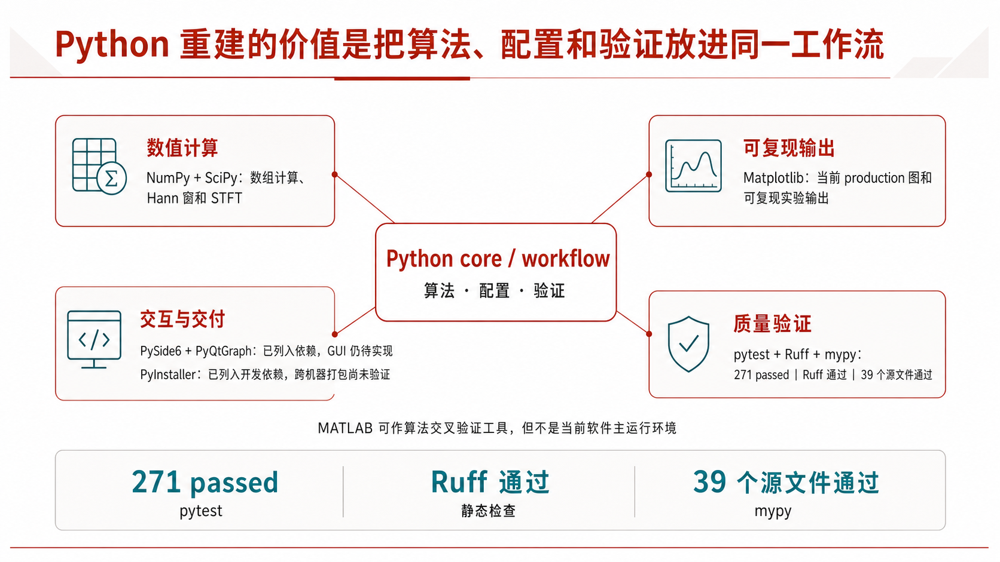 Python 重建的价值是把算法、配置和验证放进同一工作流
数值计算
NumPy + SciPy：数组计算、
Hann 窗和 STFT
可复现输出
Matplotlib：当前 production 图和
可复现实验输出
Python core / workflow
算法 · 配置 · 验证
交互与交付
PySide6 + PyQtGraph：已列入依赖，GUI 仍待实现
PyInstaller：已列入开发依赖，跨机器打包尚未验证
质量验证
pytest + Ruff + mypy：
271 passed | Ruff 通过 | 39 个源文件通过
MATLAB 可作算法交叉验证工具，但不是当前软件主运行环境
271 passed
pytest
Ruff 通过
静态检查
39 个源文件通过
mypy
Σ
</>